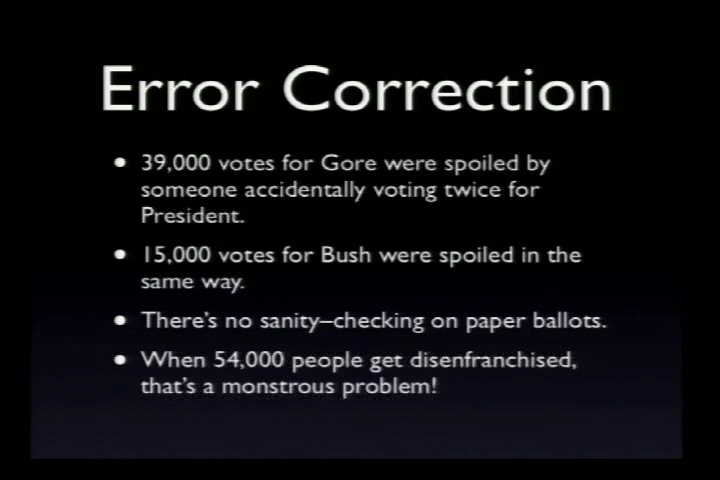 Error Correction
• 39,000 votes for Gore were spoiled by
someone accidentally voting twice for
President.
• 15,000 votes for Bush were spoiled in the
same way.
• There's no sanity–checking on paper ballots.
• When 54,000 people get disenfranchised,
that's a monstrous problem!